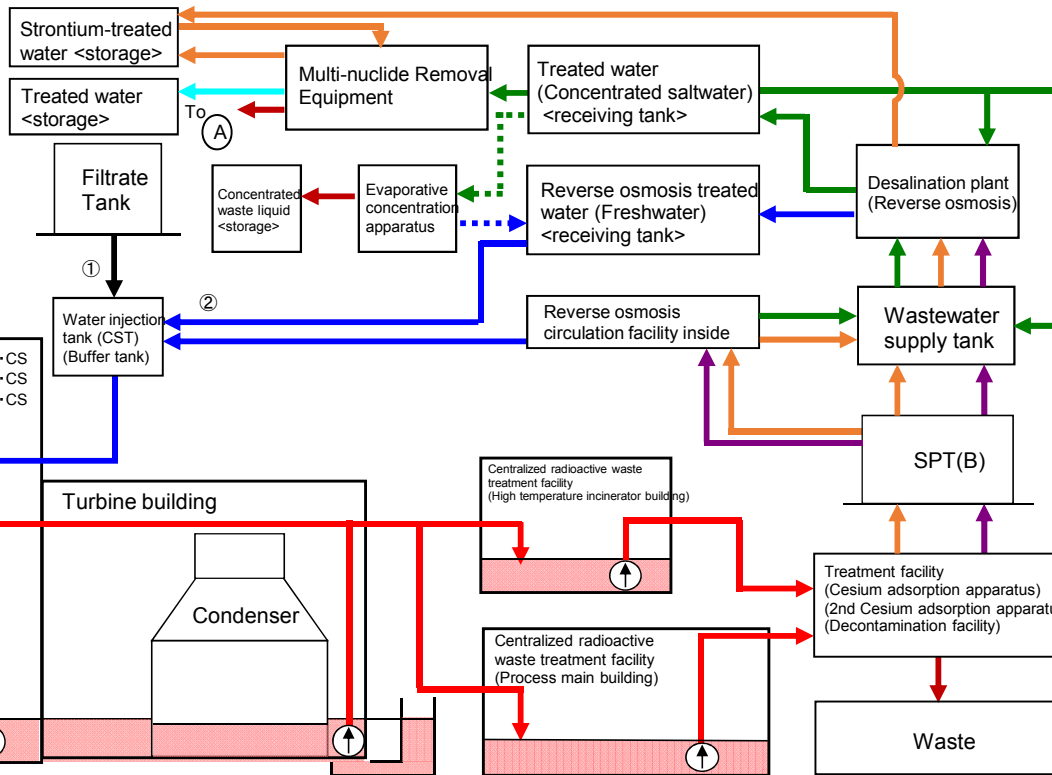 Strontium-treated
water <storage>
Treated water
<storage>
To
A
Multi-nuclide Removal
Equipment
Treated water
(Concentrated saltwater)
<receiving tank>
Filtrate
Tank
Concentrated
waste liquid
<storage>
Evaporative
concentration
apparatus
Reverse osmosis treated
water (Freshwater)
<receiving tank>
Desalination plant
(Reverse osmosis)
①
②
Water injection
tank (CST)
(Buffer tank)
Reverse osmosis
circulation facility inside
Wastewater
supply tank
・CS
・CS
・CS
SPT(B)
Turbine building
Condenser
Centralized radioactive waste
treatment facility
(High temperature incinerator building)
Centralized radioactive
waste treatment facility
(Process main building)
Treatment facility
(Cesium adsorption apparatus)
(2nd Cesium adsorption apparatu
(Decontamination facility)
Waste